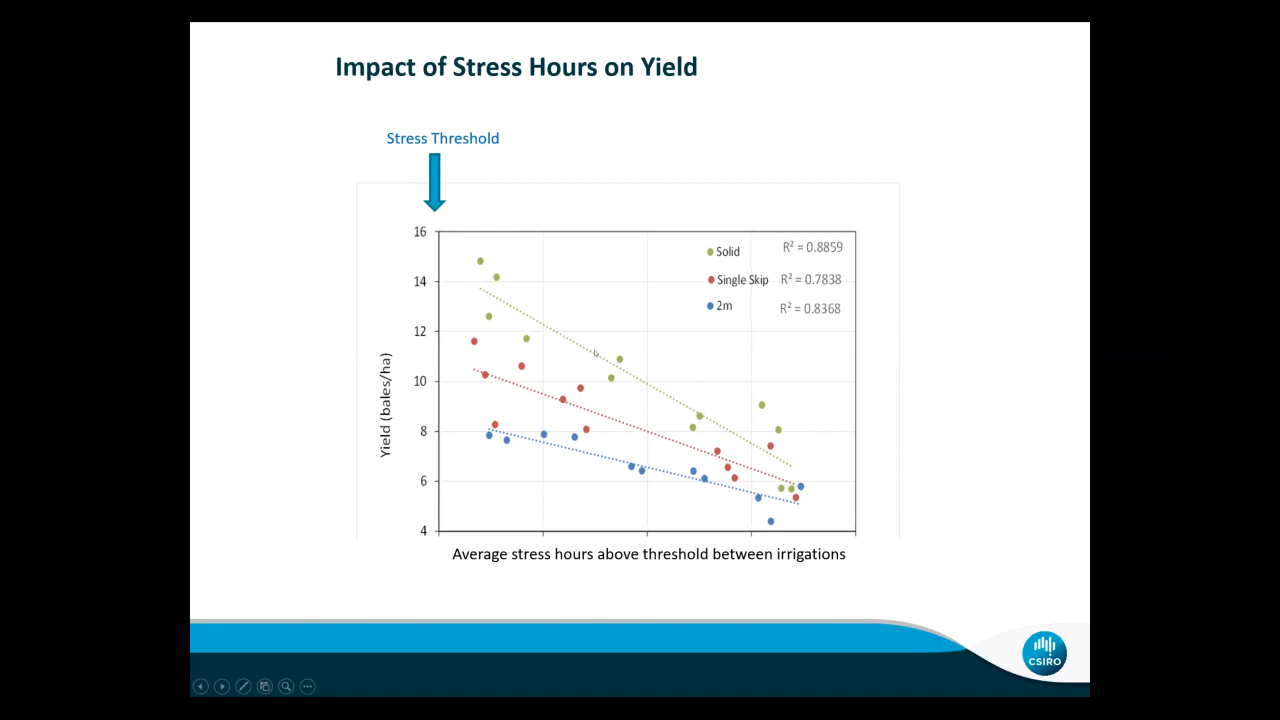 Impact of Stress Hours on Yield
Stress Threshold
16
14
12
10
8
6
4
Yield (bales/ha)
Solid R² = 0.8859
Single Skip R² = 0.7838
2m R² = 0.8368
Average stress hours above threshold between irrigations
CSIRO